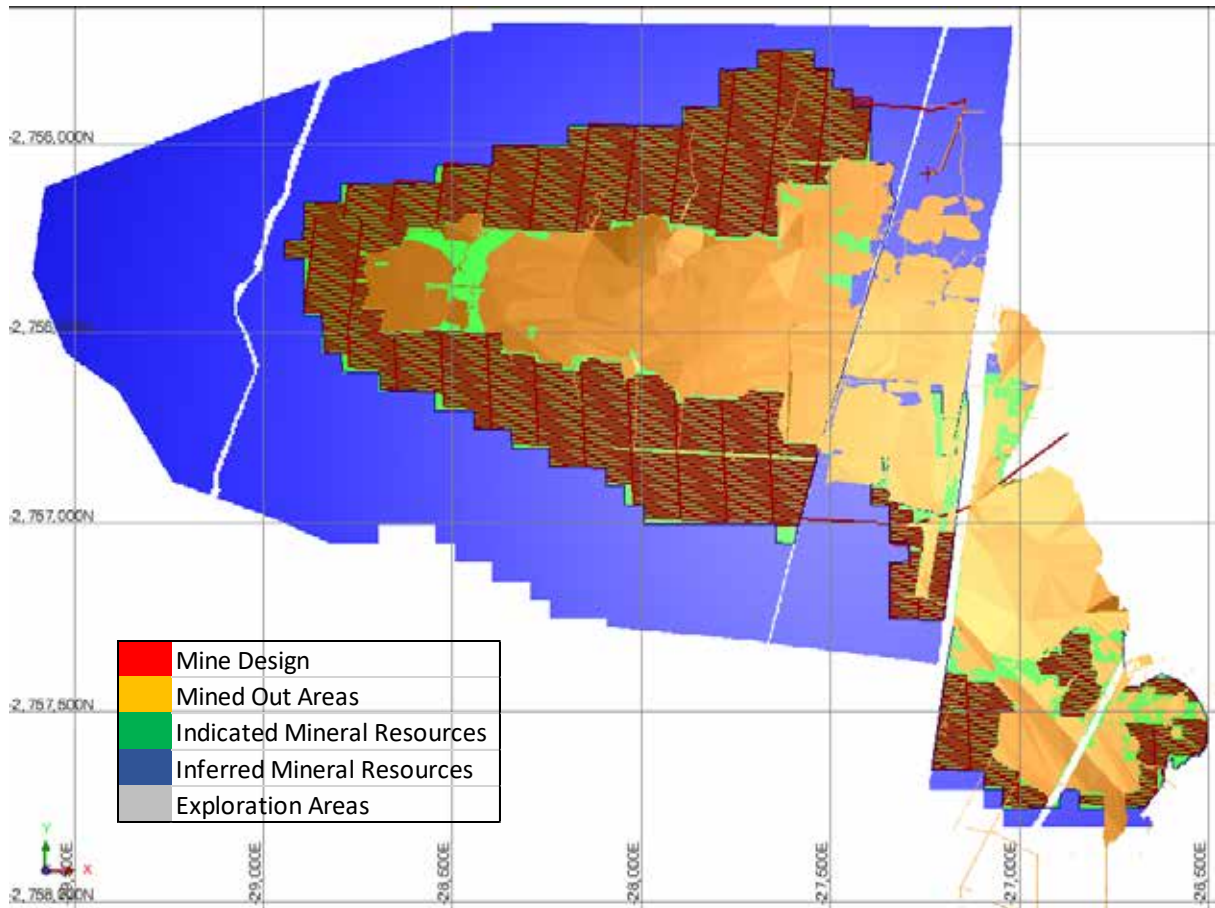 -2,756,000N
-2,757,000N
Mine Design
Mined Out Areas
-2,757,500N
Indicated Mineral Resources
Inferred Mineral Resources
Exploration Areas
Y
X
-29,000E
-28,500E
-28,000E
-27,500E
-27,000E
-26,500E